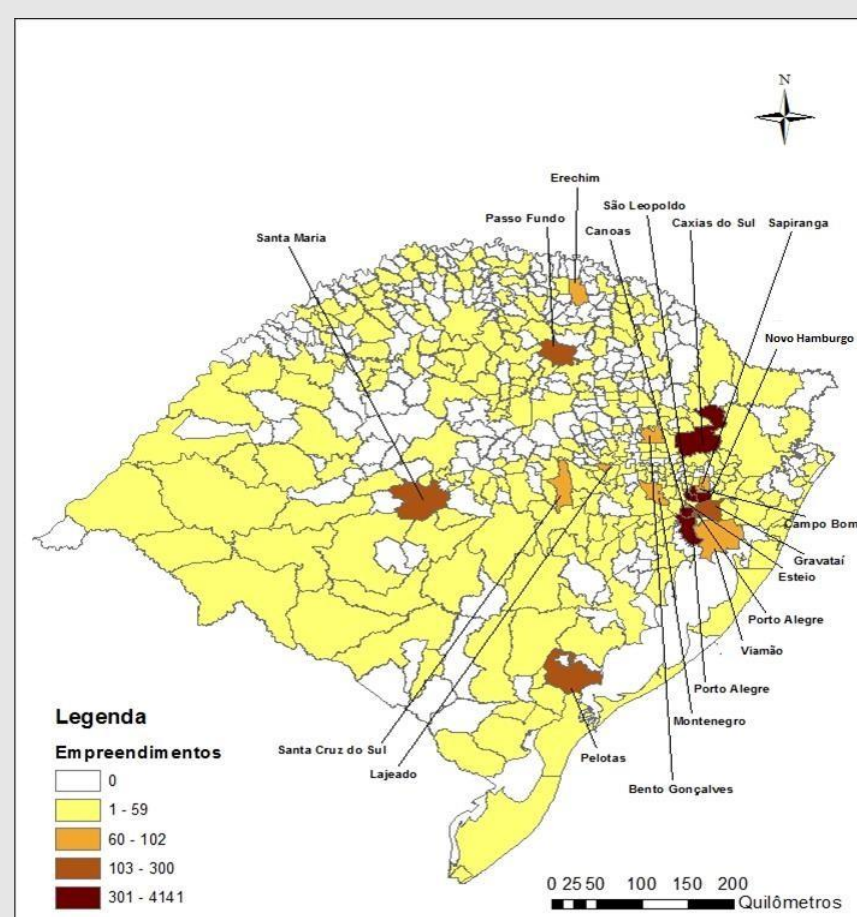 N
Erechim
São Leopoldo
Passo Fundo
Caxias do Sul
Sapiranga
Santa Maria
Canoas
Novo Hamburgo
Campo Bom
Gravataí
Esteio
Porto Alegre
Viamão
Porto Alegre
Montenegro
Santa Cruz do Sul
Pelotas
Lajeado
Bento Gonçalves
Legenda
Empreendimentos
0
1 - 59
60 - 102
103 - 300
301 - 4141
0 25 50 100 150 200
Quilômetros